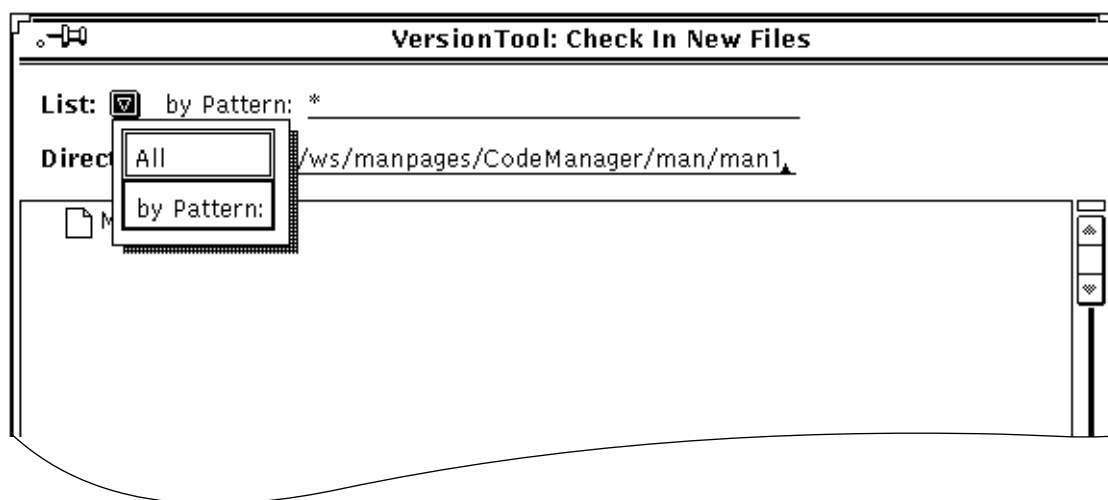 VersionTool: Check In New Files
List: by Pattern: *
Direct /ws/manpages/CodeManager/man/man1
All
by Pattern:
M